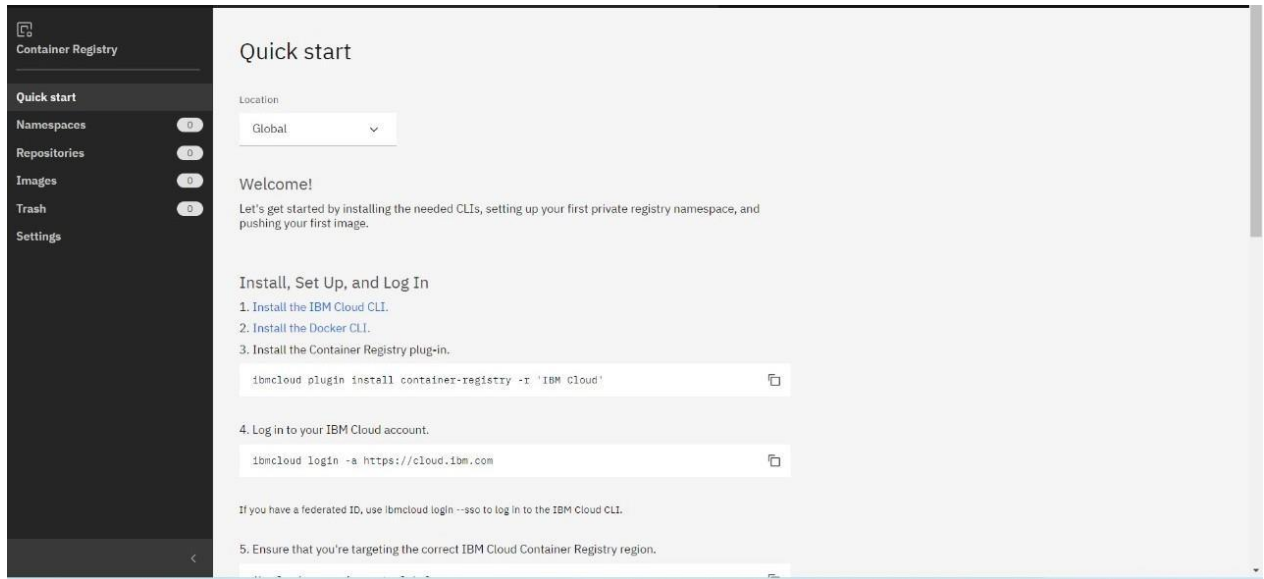 Container Registry
Quick start
Namespaces 0
Repositories 0
Images 0
Trash 0
Settings
Quick start
Location
Global
Welcome!
Let's get started by installing the needed CLIs, setting up your first private registry namespace, and
pushing your first image.
Install, Set Up, and Log In
1. Install the IBM Cloud CLI.
2. Install the Docker CLI.
3. Install the Container Registry plug-in.
ibmcloud plugin install container-registry -r 'IBM Cloud'
4. Log in to your IBM Cloud account.
ibmcloud login -a https://cloud.ibm.com
If you have a federated ID, use ibmcloud login --sso to log in to the IBM Cloud CLI.
5. Ensure that you're targeting the correct IBM Cloud Container Registry region.